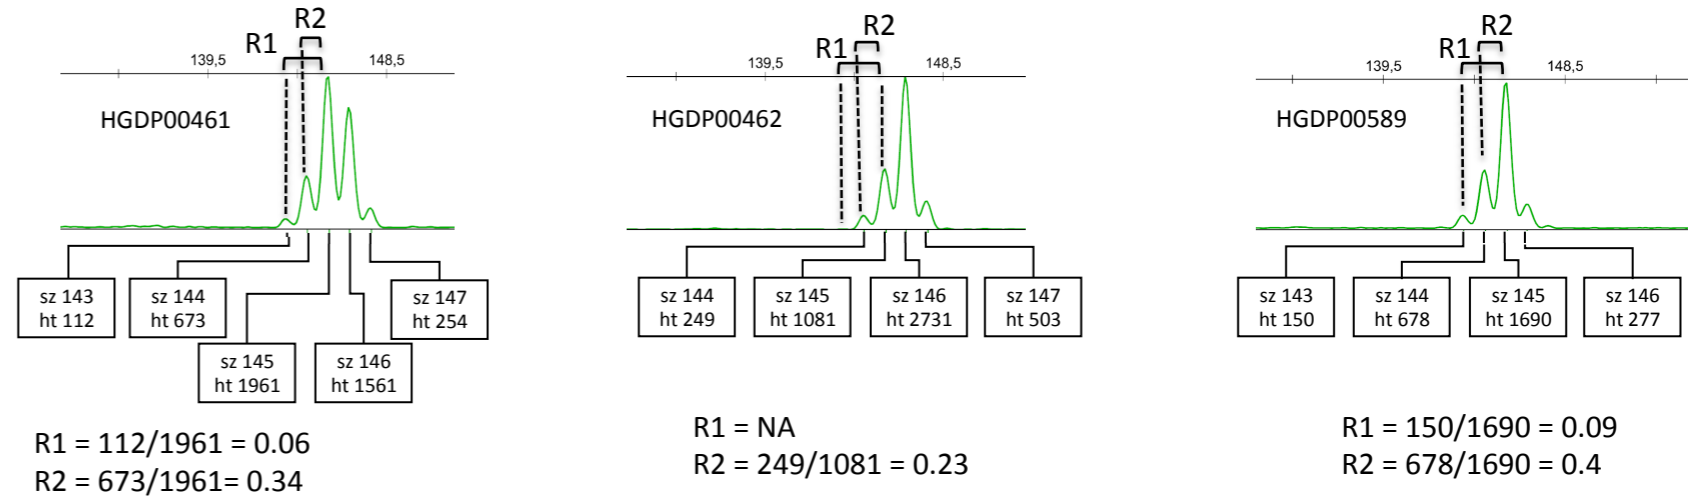 R2
R1
139,5
148,5
HGDP00461
sz 143
ht 112
sz 144
ht 673
sz 145
ht 1961
sz 146
ht 1561
sz 147
ht 254
R1 = 112/1961 = 0.06
R2 = 673/1961= 0.34
R2
R1
139,5
148,5
HGDP00462
sz 144
ht 249
sz 145
ht 1081
sz 146
ht 2731
sz 147
ht 503
R1 = NA
R2 = 249/1081 = 0.23
R2
R1
139,5
148,5
HGDP00589
sz 143
ht 150
sz 144
ht 678
sz 145
ht 1690
sz 146
ht 277
R1 = 150/1690 = 0.09
R2 = 678/1690 = 0.4